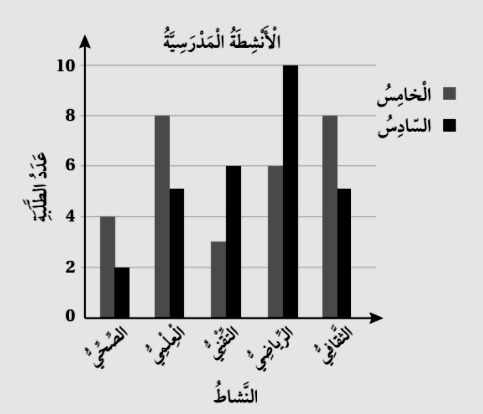 الْأَنْشِطَةُ الْمَدْرَسِيَّةُ
الْخامِسُ
السّادِسُ
عَدَدُ الطَّلَبَةِ
10
8
6
4
2
0
الصِّحِّيُّ
الْعِلْمِيُّ
التِّقْنِيُّ
الرِّياضِيُّ
الثَّقافِيُّ
النَّشاطُ